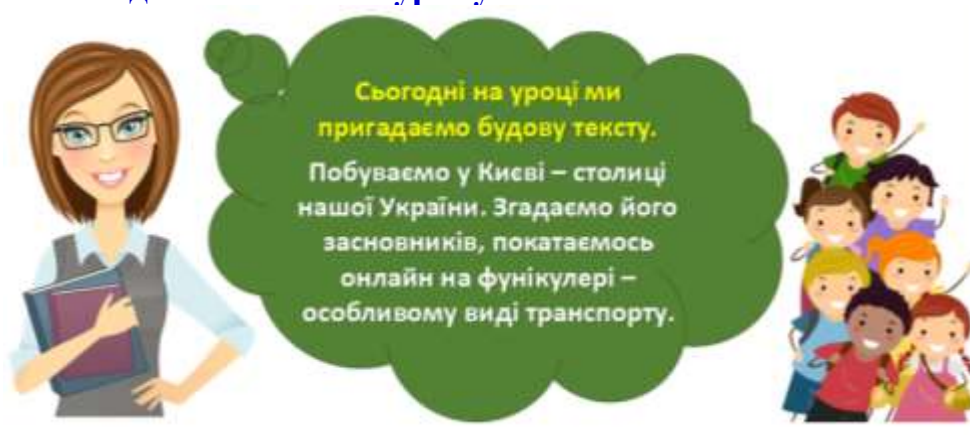 Сьогодні на уроці ми
пригадаємо будову тексту.
Побуваємо у Києві – столиці
нашої України. Згадаємо його
засновників, покатаємось
онлайн на фунікулері –
особливому виді транспорту.